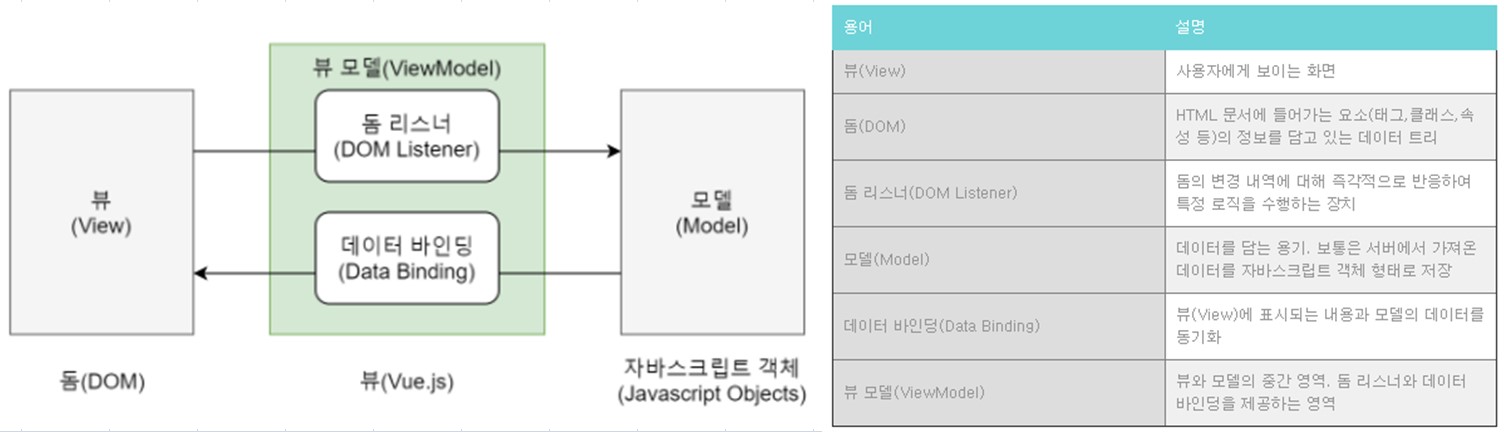 뷰 모델(ViewModel)
돔 리스너
(DOM Listener)
뷰
(View)
모델
(Model)
데이터 바인딩
(Data Binding)
돔(DOM)
뷰(Vue.js)
자바스크립트 객체
(Javascript Objects)
용어 설명
뷰(View) 사용자에게 보이는 화면
돔(DOM) HTML 문서에 들어가는 요소(태그,클래스,속
성 등)의 정보를 담고 있는 데이터 트리
돔 리스너(DOM Listener) 돔의 변경 내역에 대해 즉각적으로 반응하여
특정 로직을 수행하는 장치
모델(Model) 데이터를 담는 용기. 보통은 서버에서 가져온
데이터를 자바스크립트 객체 형태로 저장
데이터 바인딩(Data Binding) 뷰(View)에 표시되는 내용과 모델의 데이터를
동기화
뷰 모델(ViewModel) 뷰와 모델의 중간 영역. 돔 리스너와 데이터
바인딩을 제공하는 영역